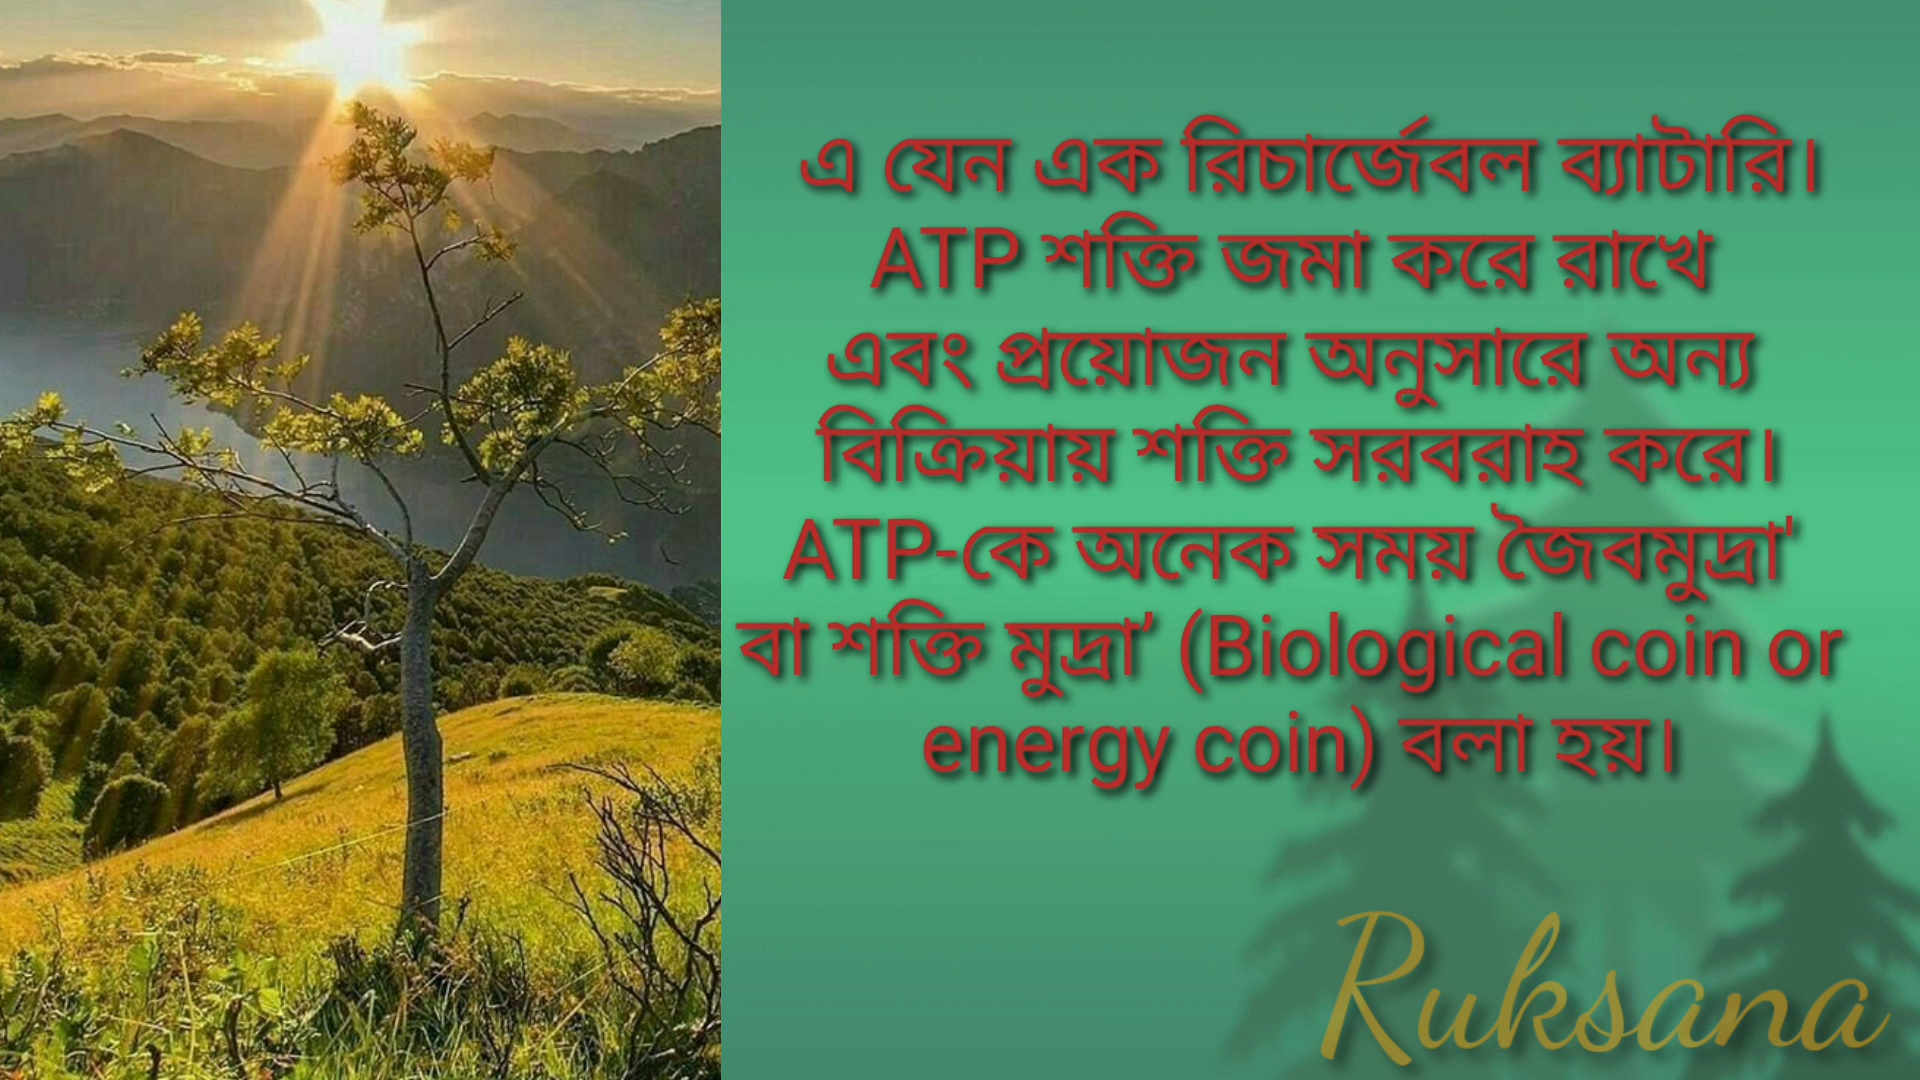 এ যেন এক রিচার্জেবল ব্যাটারি।
ATP শক্তি জমা করে রাখে
এবং প্রয়োজন অনুসারে অন্য
বিক্রিয়ায় শক্তি সরবরাহ করে।
ATP-কে অনেক সময় জৈবমুদ্রা'
বা শক্তি মুদ্রা’ (Biological coin or
energy coin) বলা হয়।
Ruksana